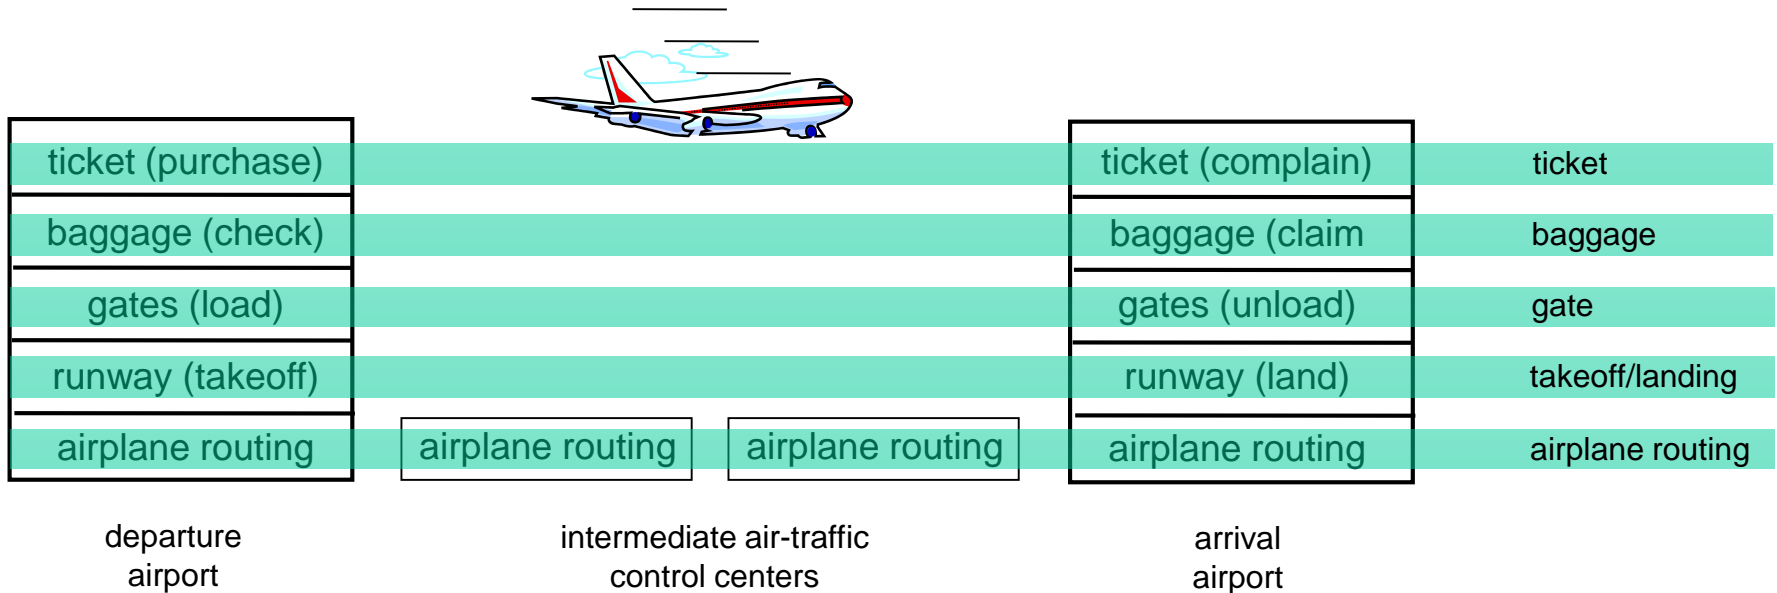 ticket (purchase)
ticket (complain)
ticket
baggage (check)
baggage (claim
baggage
gates (load)
gates (unload)
gate
runway (takeoff)
runway (land)
takeoff/landing
airplane routing
airplane routing
airplane routing
airplane routing
airplane routing
departure
airport
intermediate air-traffic
control centers
arrival
airport